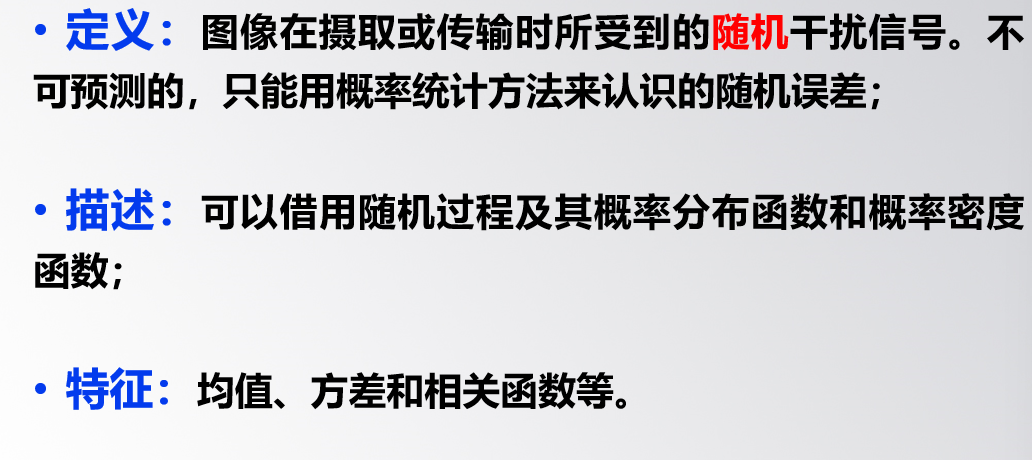 • 定义：图像在摄取或传输时所受到的随机干扰信号。不
可预测的，只能用概率统计方法来认识的随机误差；
• 描述：可以借用随机过程及其概率分布函数和概率密度
函数；
• 特征：均值、方差和相关函数等。